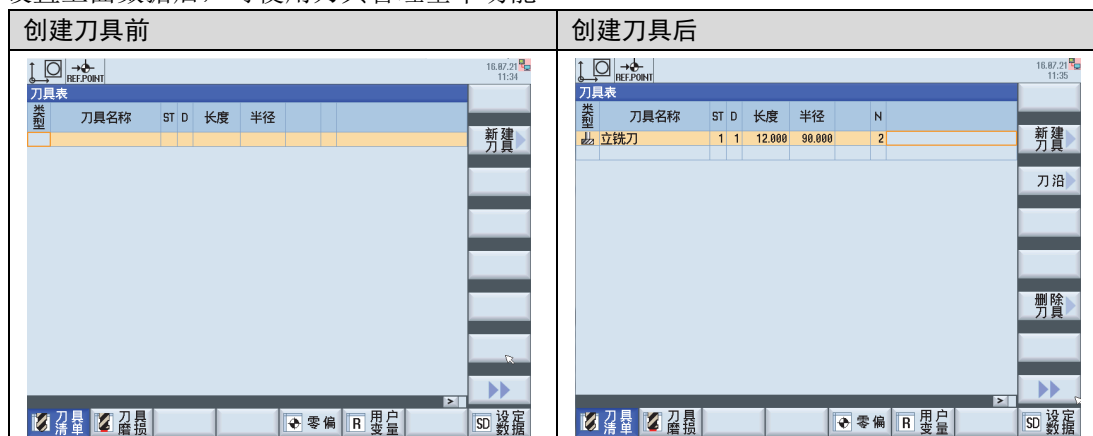 创建刀具前
创建刀具后
REF.POINT
16.07.21
11:34
刀具表
类型 刀具名称 ST D 长度 半径
新建刀具
刀具清单 刀具磨损 零偏 R 用户变量 SD 设定数据
REF.POINT
16.07.21
11:35
刀具表
类型 刀具名称 ST D 长度 半径 N
立铣刀 1 1 12.000 90.000 2
新建刀具
刀沿
删除刀具
刀具清单 刀具磨损 零偏 R 用户变量 SD 设定数据